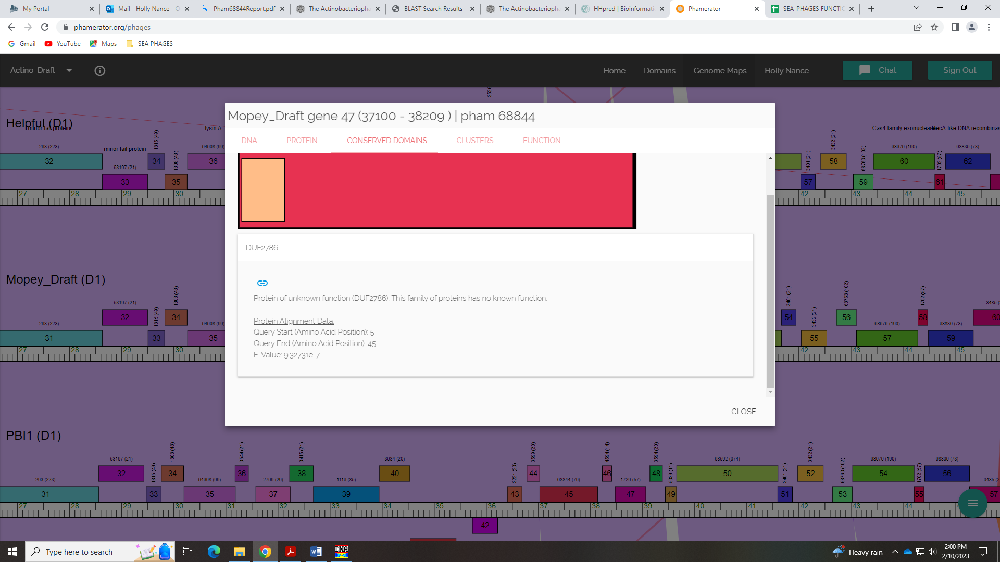 My Portal
Mail - Holly Nance - O
Pham68844Report.pdf
The Actinobacteriopha
BLAST Search Results
The Actinobacteriopha
HHpred | Bioinformati
Phamerator
SEA-PHAGES FUNCTIO
phamerator.org/phages
Gmail
YouTube
Maps
SEA PHAGES
Actino_Draft
Home
Domains
Genome Maps
Holly Nance
Chat
Sign Out
Mopey_Draft gene 47 (37100 - 38209 ) | pham 68844
DNA
PROTEIN
CONSERVED DOMAINS
CLUSTERS
FUNCTION
DUF2786
Protein of unknown function (DUF2786). This family of proteins has no known function.
Protein Alignment Data:
Query Start (Amino Acid Position): 5
Query End (Amino Acid Position): 45
E-Value: 9.32731e-7
CLOSE
Helpful (D1)
minor tail protein
lysin A
Cas4 family exonuclease
RecA-like DNA recombinas
293 (223)
minor tail protein
1815 (49)
64608 (99)
3432 (21)
68676 (190)
68836 (73)
32
34
36
58
60
62
53197 (21)
1808 (48)
3401 (21)
68763 (102)
1702 (57)
33
35
57
59
61
27 28 29 30 42 43 44 45
Mopey_Draft (D1)
53197 (21)
1808 (48)
3401 (21)
68763 (102)
1702 (57)
3485
32
34
54
56
58
60
293 (223)
1815 (49)
64608 (99)
3432 (21)
68676 (190)
68836 (73)
31
33
35
55
57
59
27 28 29 30 42 43 44 45
PBI1 (D1)
53197 (21)
1808 (48)
3544 (21)
3415 (21)
3684 (20)
3599 (20)
4594 (14)
3594 (20)
68592 (374)
3432 (21)
68676 (190)
68836 (73)
32
34
36
38
40
44
46
48
50
52
54
56
293 (223)
1815 (49)
64608 (99)
2769 (29)
1116 (85)
3221 (23)
68844 (70)
1729 (57)
5339 (11)
3401 (21)
68763 (102)
1702 (57)
3485 (2
31
33
35
37
39
43
45
47
49
51
53
55
57
27 28 29 30 31 32 33 34 35 36 37 38 39 40 41 42 43 44
42
Type here to search
Heavy rain
2:00 PM
2/10/2023